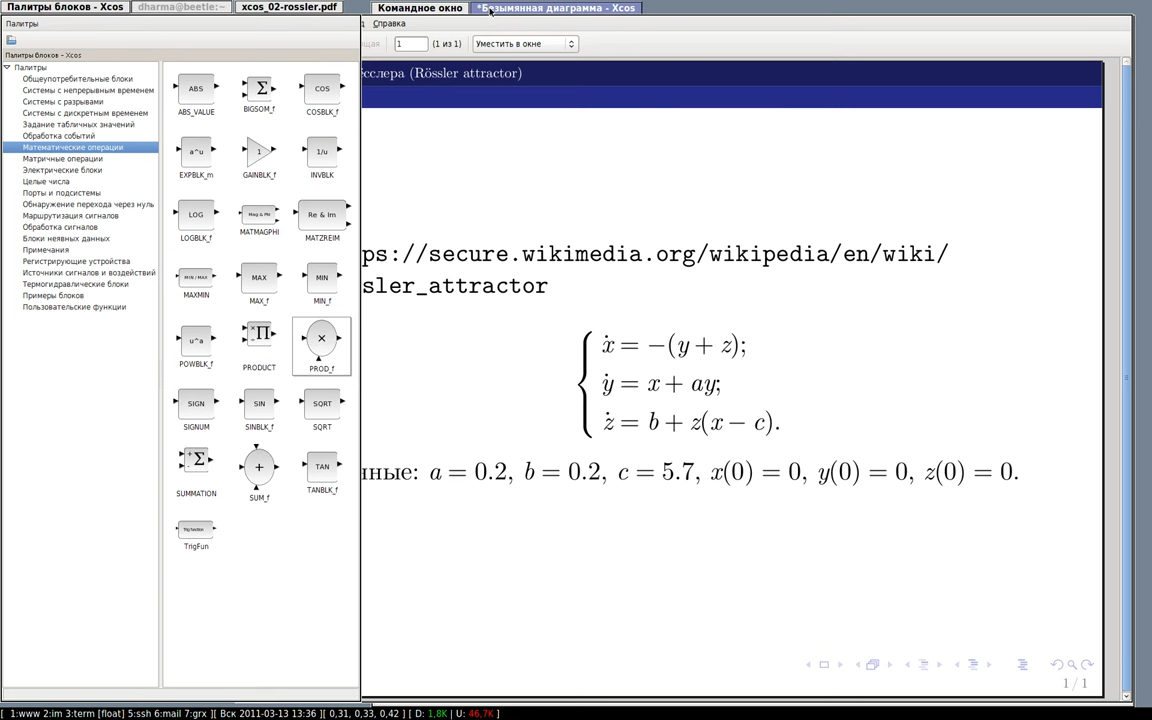 Палитры блоков - Xcos
dharma@beetle:~
xcos_02-rossler.pdf
Командное окно
*Безымянная диаграмма - Xcos
Палитры
Справка
1
(1 из 1)
Уместить в окне
Палитры блоков - Xcos
Палитры
Общеупотребительные блоки
Системы с непрерывным временем
Системы с разрывами
Системы с дискретным временем
Задание табличных значений
Обработка событий
Математические операции
Матричные операции
Электрические блоки
Целые числа
Порты и подсистемы
Обнаружение перехода через нуль
Маршрутизация сигналов
Обработка сигналов
Блоки неявных данных
Примечания
Регистрирующие устройства
Источники сигналов и воздействий
Термогидравлические блоки
Примеры блоков
Пользовательские функции
ABS
Σ
COS
ABS_VALUE
BIGSOM_f
COSBLK_f
a^u
1
1/u
EXPBLK_m
GAINBLK_f
INVBLK
LOG
Mag & Phi
Re & Im
LOGBLK_f
MATMAGPHI
MATZREIM
MIN / MAX
MAX
MIN
MAXMIN
MAX_f
MIN_f
u^a
Π
×
POWBLK_f
PRODUCT
PROD_f
SIGN
SIN
SQRT
SIGNUM
SINBLK_f
SQRT
Σ
+
TAN
SUMMATION
SUM_f
TANBLK_f
Trig function
TrigFun
ёсслера (Rössler attractor)
ps://secure.wikimedia.org/wikipedia/en/wiki/
sler_attractor
ẋ = −(y + z);
ẏ = x + ay;
ż = b + z(x − c).
нные: a = 0.2, b = 0.2, c = 5.7, x(0) = 0, y(0) = 0, z(0) = 0.
1 / 1
[ 1:www 2:im 3:term [float] 5:ssh 6:mail 7:grx ][ Вск 2011-03-13 13:36 ][ 0,31, 0,33, 0,42 ] [ D: 1,8K | U: 46,7K ]